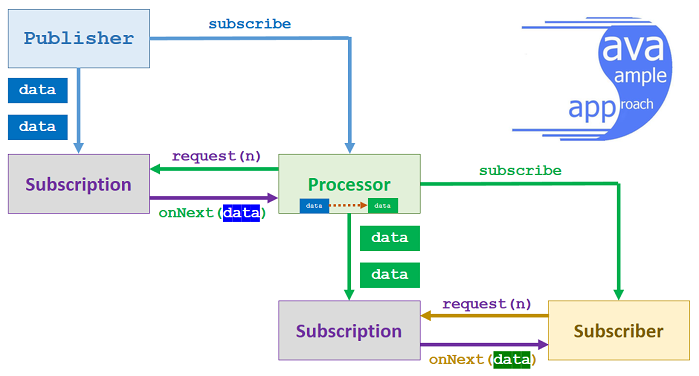 Publisher
subscribe
data
data
Subscription
request(n)
onNext(data)
Processor
data
data
subscribe
data
data
Subscription
request(n)
onNext(data)
Subscriber
ava
ample
approach